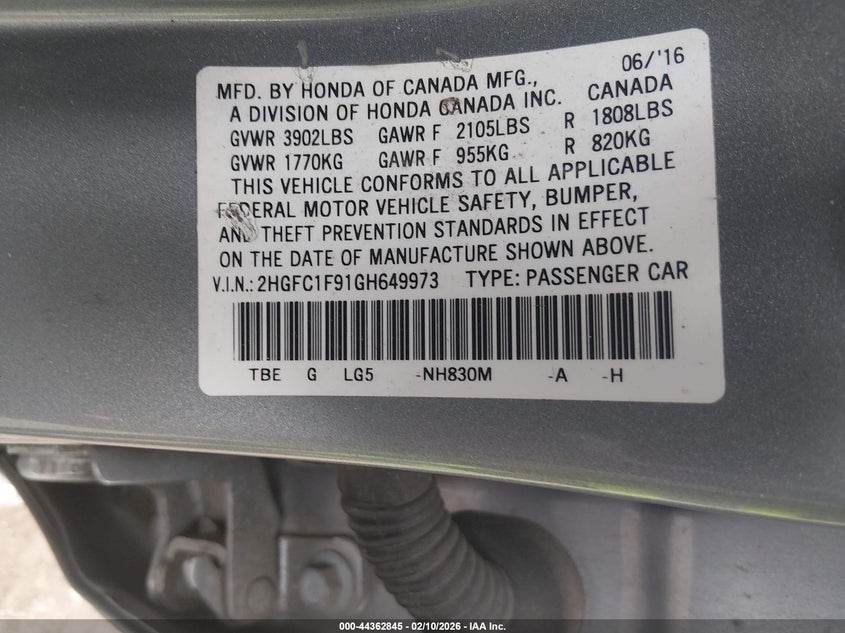 06/'16
MFD. BY HONDA OF CANADA MFG.,
A DIVISION OF HONDA CANADA INC. CANADA
GVWR 3902LBS GAWR F 2105LBS R 1808LBS
GVWR 1770KG GAWR F 955KG R 820KG
THIS VEHICLE CONFORMS TO ALL APPLICABLE
FEDERAL MOTOR VEHICLE SAFETY, BUMPER,
AND THEFT PREVENTION STANDARDS IN EFFECT
ON THE DATE OF MANUFACTURE SHOWN ABOVE.
V.I.N.: 2HGFC1F91GH649973 TYPE: PASSENGER CAR
TBE G LG5 -NH830M -A -H
000-44362845 - 02/10/2026 - IAA Inc.